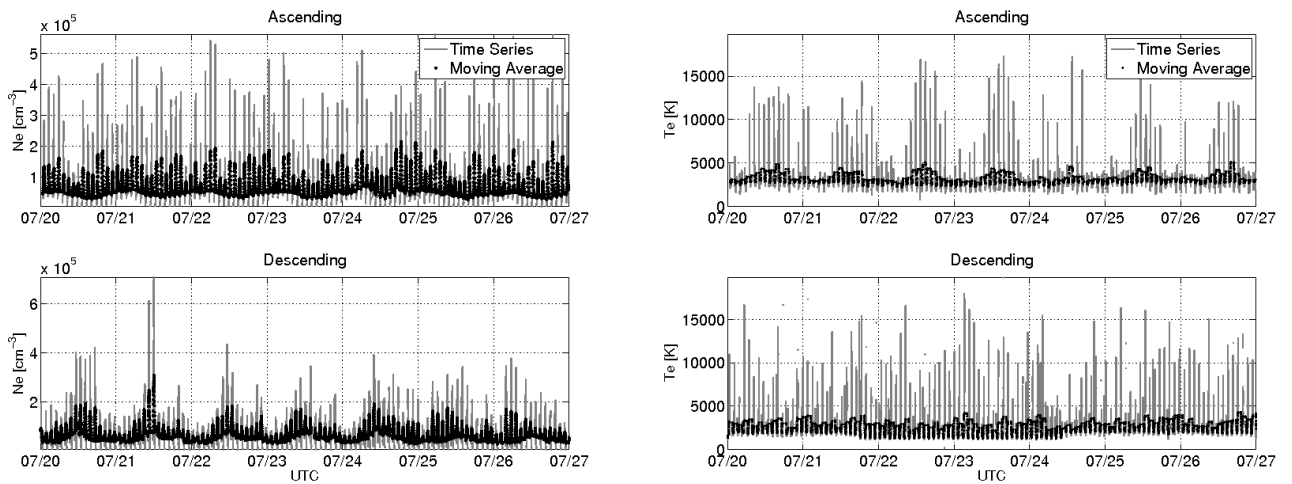 Ascending
x 10⁵
Ne [cm⁻³]
5
4
3
2
1
Time Series
Moving Average
07/20 07/21 07/22 07/23 07/24 07/25 07/26 07/27
Ascending
Te [K]
15000
10000
5000
0
Time Series
Moving Average
07/20 07/21 07/22 07/23 07/24 07/25 07/26 07/27
Descending
x 10⁵
Ne [cm⁻³]
6
4
2
07/20 07/21 07/22 07/23 07/24 07/25 07/26 07/27
UTC
Descending
Te [K]
15000
10000
5000
0
07/20 07/21 07/22 07/23 07/24 07/25 07/26 07/27
UTC